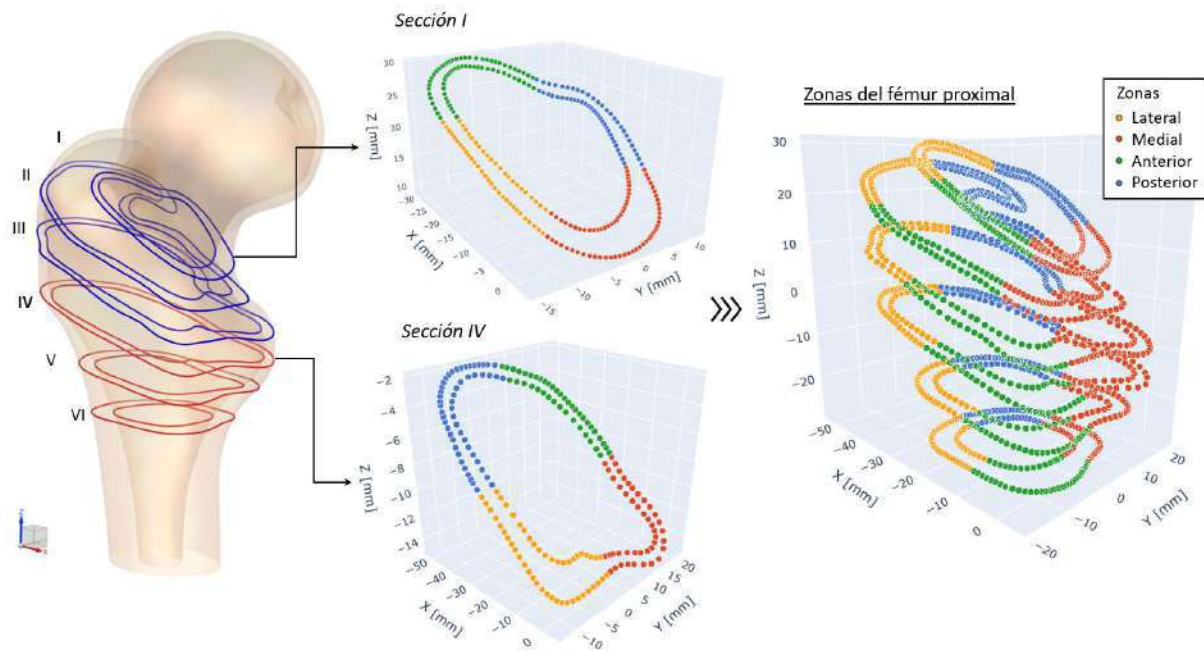 Sección I
I
II
III
IV
V
VI
Z [mm]
30
25
20
15
10
−30
−25
−20
−15
−10
−5
0
X [mm]
−15
−10
−5
0
5
10
Y [mm]
Sección IV
Z [mm]
−2
−4
−6
−8
−10
−12
−14
−50
−40
−30
−20
−10
0
X [mm]
−10
−5
0
5
10
15
20
Y [mm]
Zonas del fémur proximal
Zonas
Lateral
Medial
Anterior
Posterior
Z [mm]
30
20
10
0
−10
−20
−50
−40
−30
−20
−10
0
X [mm]
−20
−10
0
10
20
Y [mm]